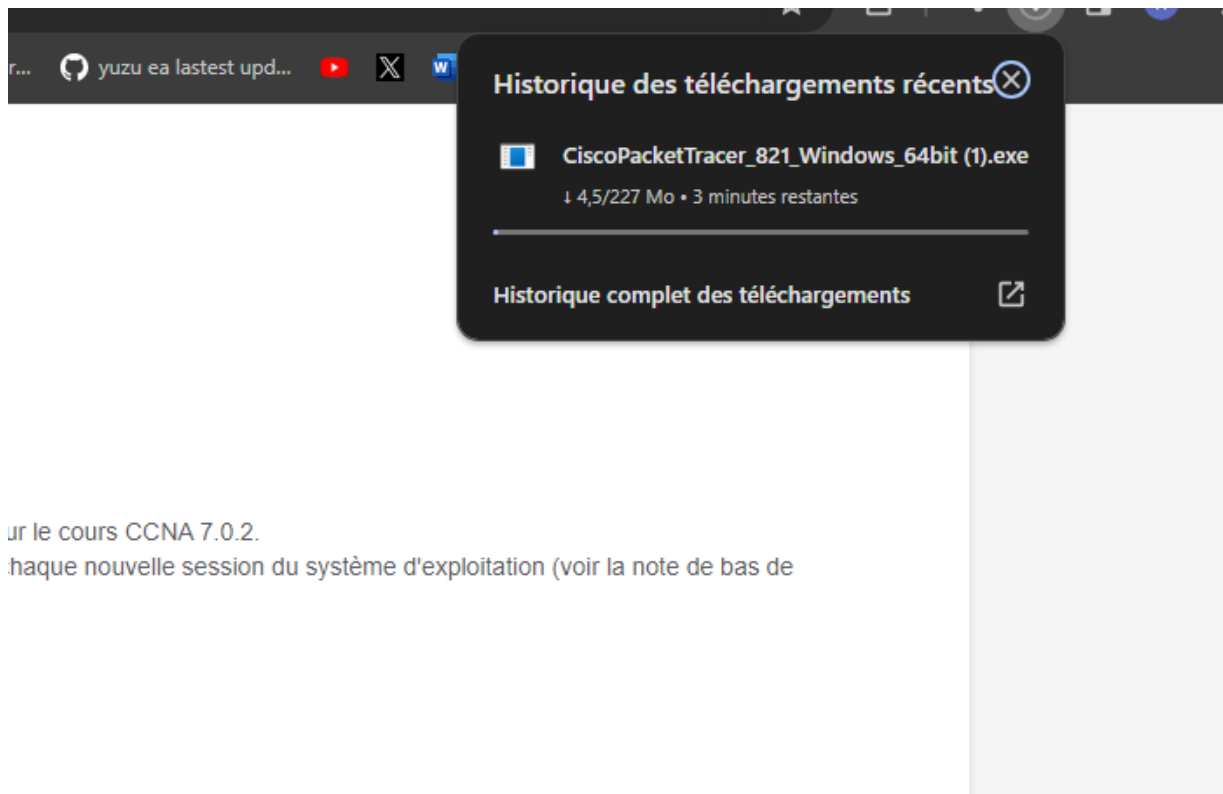 r... yuzu ea lastest upd...
Historique des téléchargements récents
CiscoPacketTracer_821_Windows_64bit (1).exe
↓ 4,5/227 Mo • 3 minutes restantes
Historique complet des téléchargements
ur le cours CCNA 7.0.2.
chaque nouvelle session du système d'exploitation (voir la note de bas de